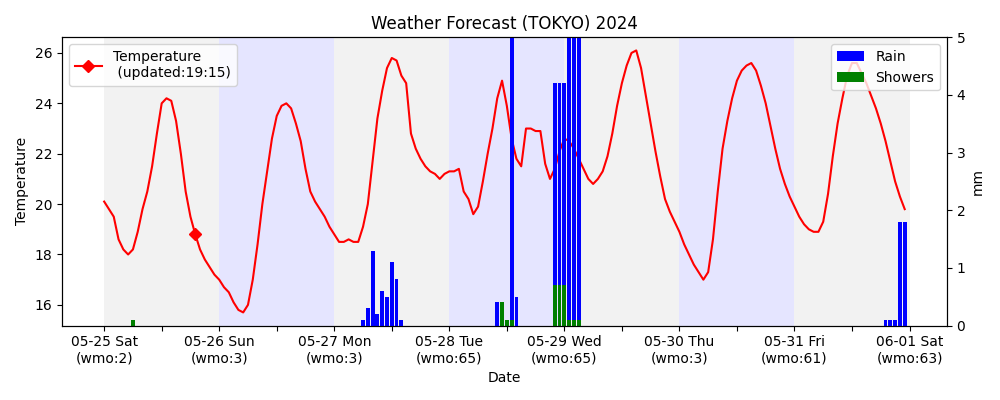 Weather Forecast (TOKYO) 2024
Temperature
(updated:19:15)
Rain
Showers
26
24
22
20
18
16
Temperature
5
4
3
2
1
0
mm
05-25 Sat
(wmo:2)
05-26 Sun
(wmo:3)
05-27 Mon
(wmo:3)
05-28 Tue
(wmo:65)
05-29 Wed
(wmo:65)
05-30 Thu
(wmo:3)
05-31 Fri
(wmo:61)
06-01 Sat
(wmo:63)
Date